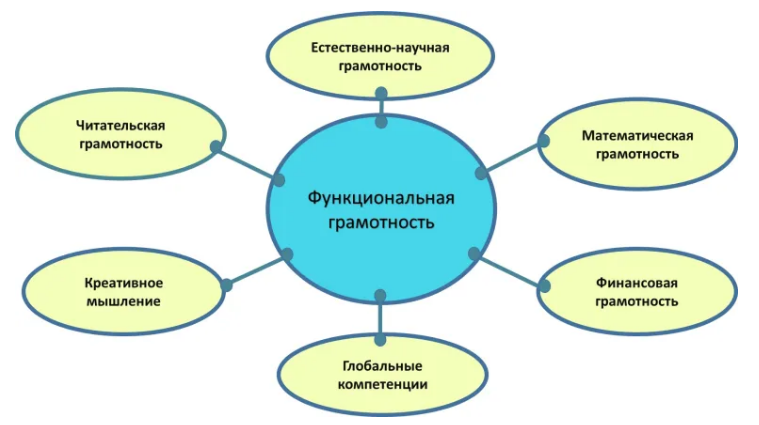 Естественно-научная
грамотность
Читательская
грамотность
Математическая
грамотность
Функциональная
грамотность
Креативное
мышление
Финансовая
грамотность
Глобальные
компетенции